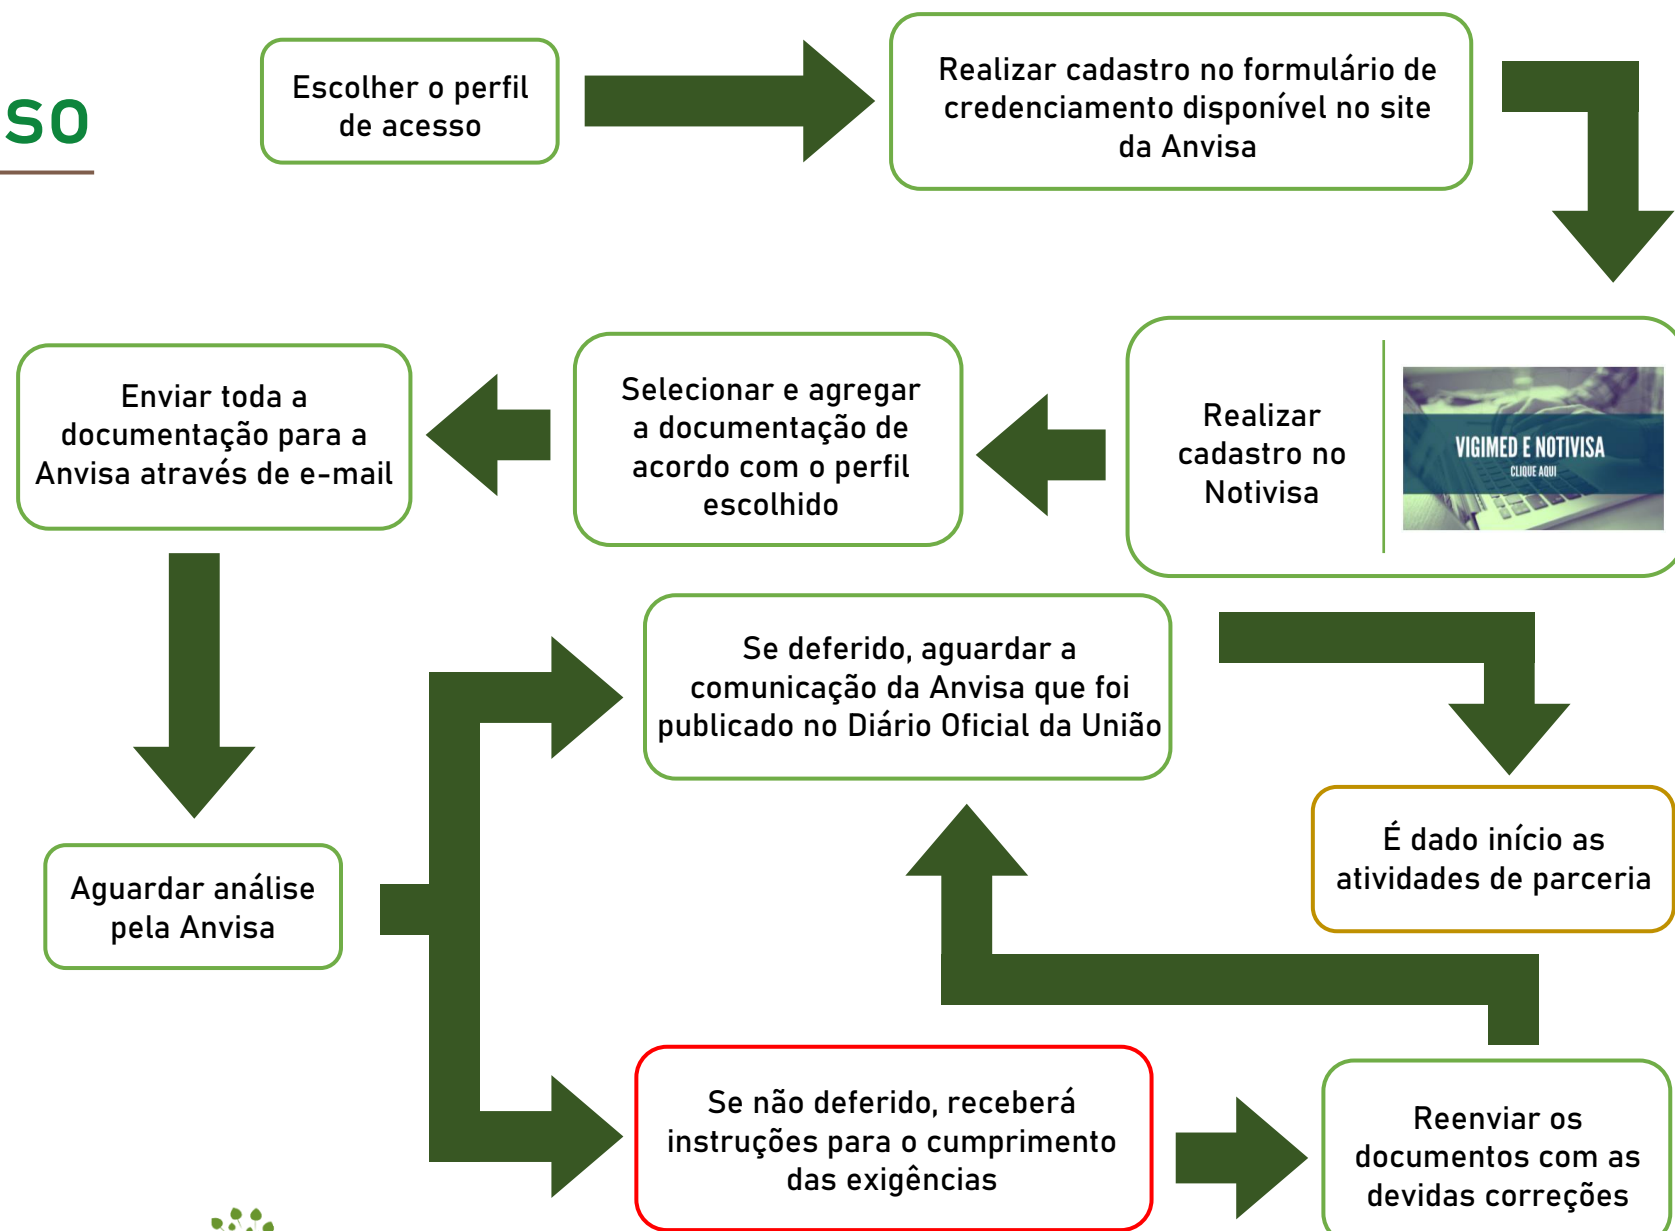 so
Escolher o perfil
de acesso
Realizar cadastro no formulário de
credenciamento disponível no site
da Anvisa
Realizar
cadastro no
Notivisa
VIGIMED E NOTIVISA
CLIQUE AQUI
Selecionar e agregar
a documentação de
acordo com o perfil
escolhido
Enviar toda a
documentação para a
Anvisa através de e-mail
Aguardar análise
pela Anvisa
Se deferido, aguardar a
comunicação da Anvisa que foi
publicado no Diário Oficial da União
É dado início as
atividades de parceria
Se não deferido, receberá
instruções para o cumprimento
das exigências
Reenviar os
documentos com as
devidas correções